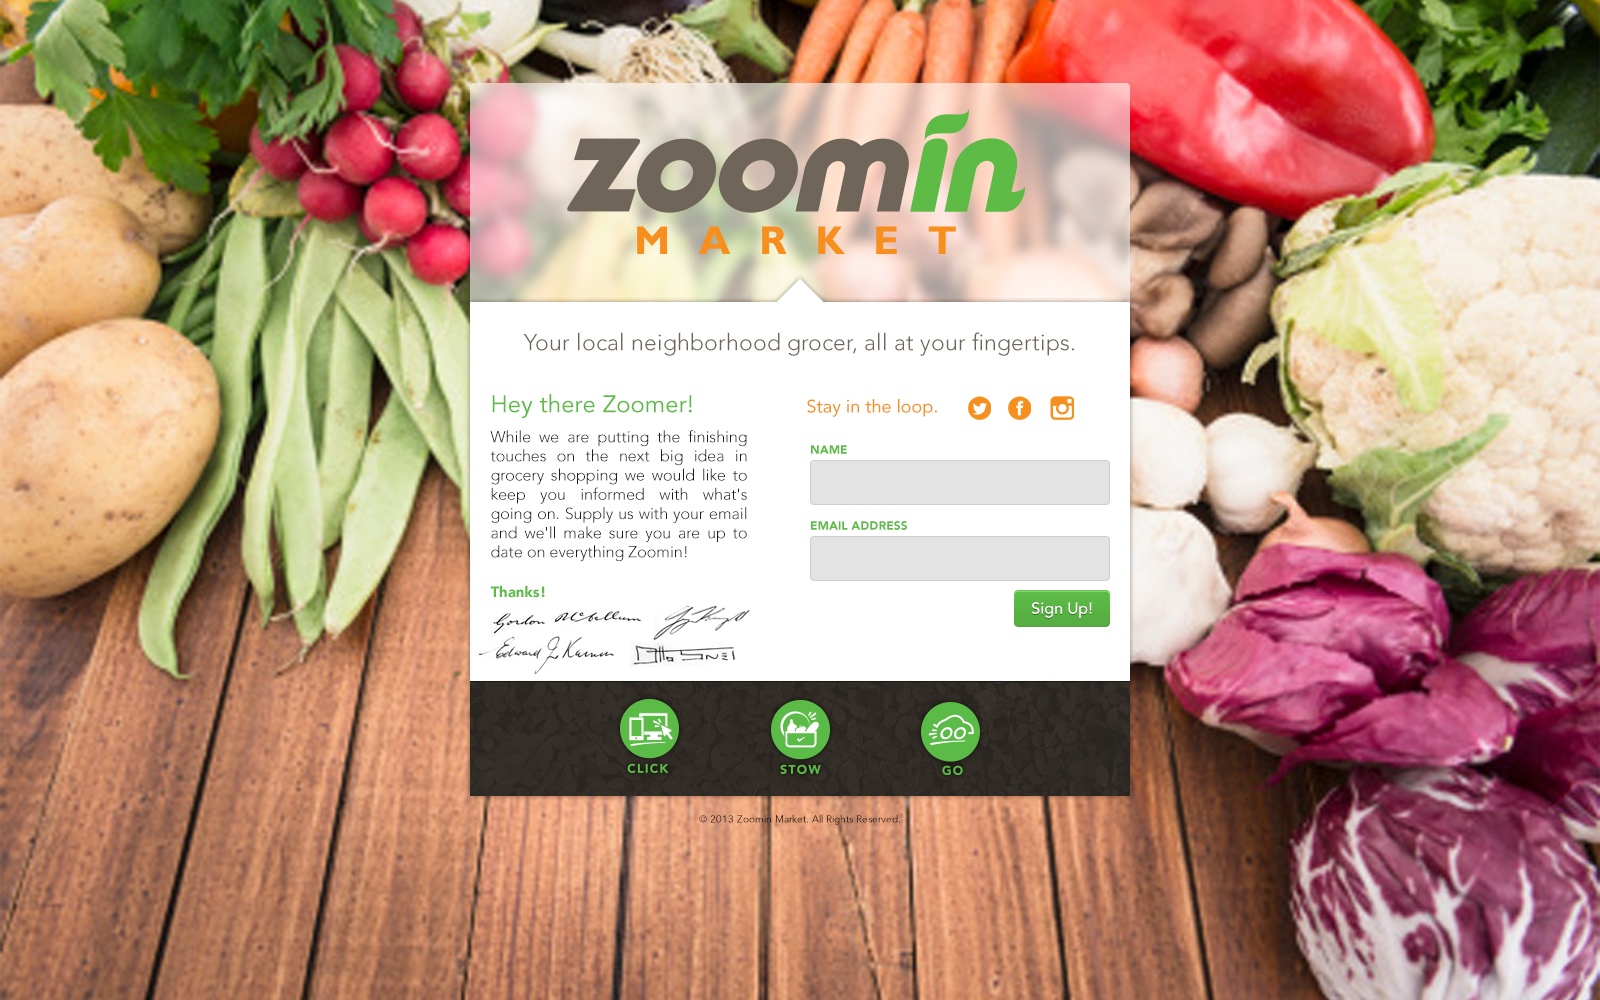 zoomin
MARKET
Your local neighborhood grocer, all at your fingertips.
Hey there Zoomer!
While we are putting the finishing
touches on the next big idea in
grocery shopping we would like to
keep you informed with what's
going on. Supply us with your email
and we'll make sure you are up to
date on everything Zoomin!
Thanks!
Gordon McCallum
Edward J
Stay in the loop.
NAME
EMAIL ADDRESS
Sign Up!
CLICK
STOW
GO
© 2013 Zoomin Market. All Rights Reserved.